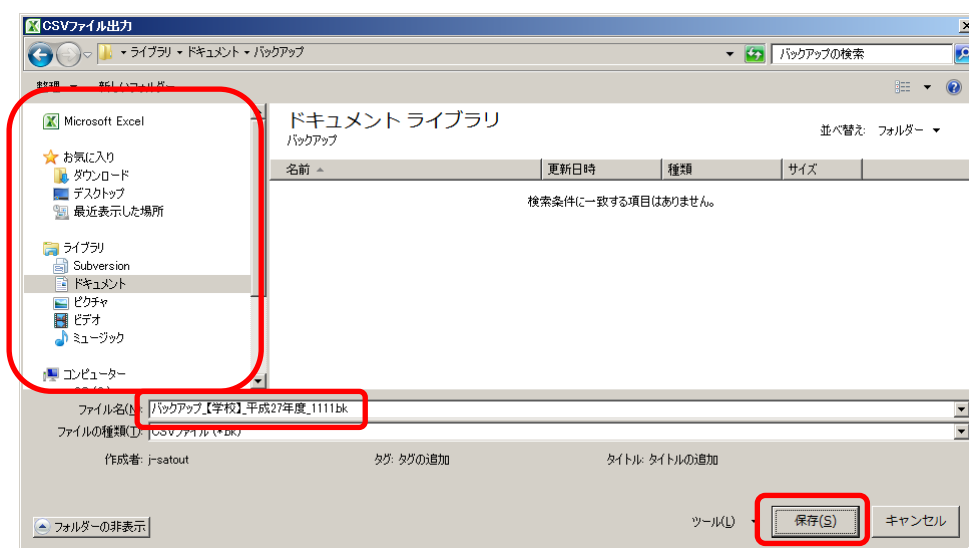 CSVファイル出力
▾ ライブラリ ▾ ドキュメント ▾ バックアップ
バックアップの検索
整理 新しいフォルダー
Microsoft Excel
お気に入り
ダウンロード
デスクトップ
最近表示した場所
ライブラリ
Subversion
ドキュメント
ピクチャ
ビデオ
ミュージック
コンピューター
ドキュメント ライブラリ
バックアップ
並べ替え: フォルダー ▾
名前 更新日時 種類 サイズ
検索条件に一致する項目はありません。
ファイル名(N): バックアップ_【学校】_平成27年度_1111bk
ファイルの種類(T): CSVファイル (*bk)
作成者: j-satout タグ: タグの追加 タイトル: タイトルの追加
フォルダーの非表示 ツール(L) 保存(S) キャンセル